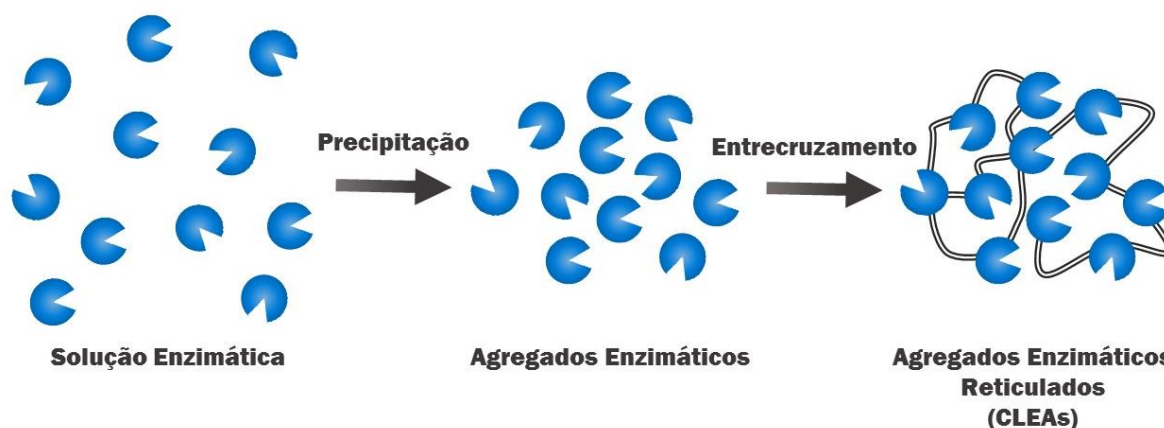 Precipitação
Entrecruzamento
Solução Enzimática
Agregados Enzimáticos
Agregados Enzimáticos
Reticulados
(CLEAs)